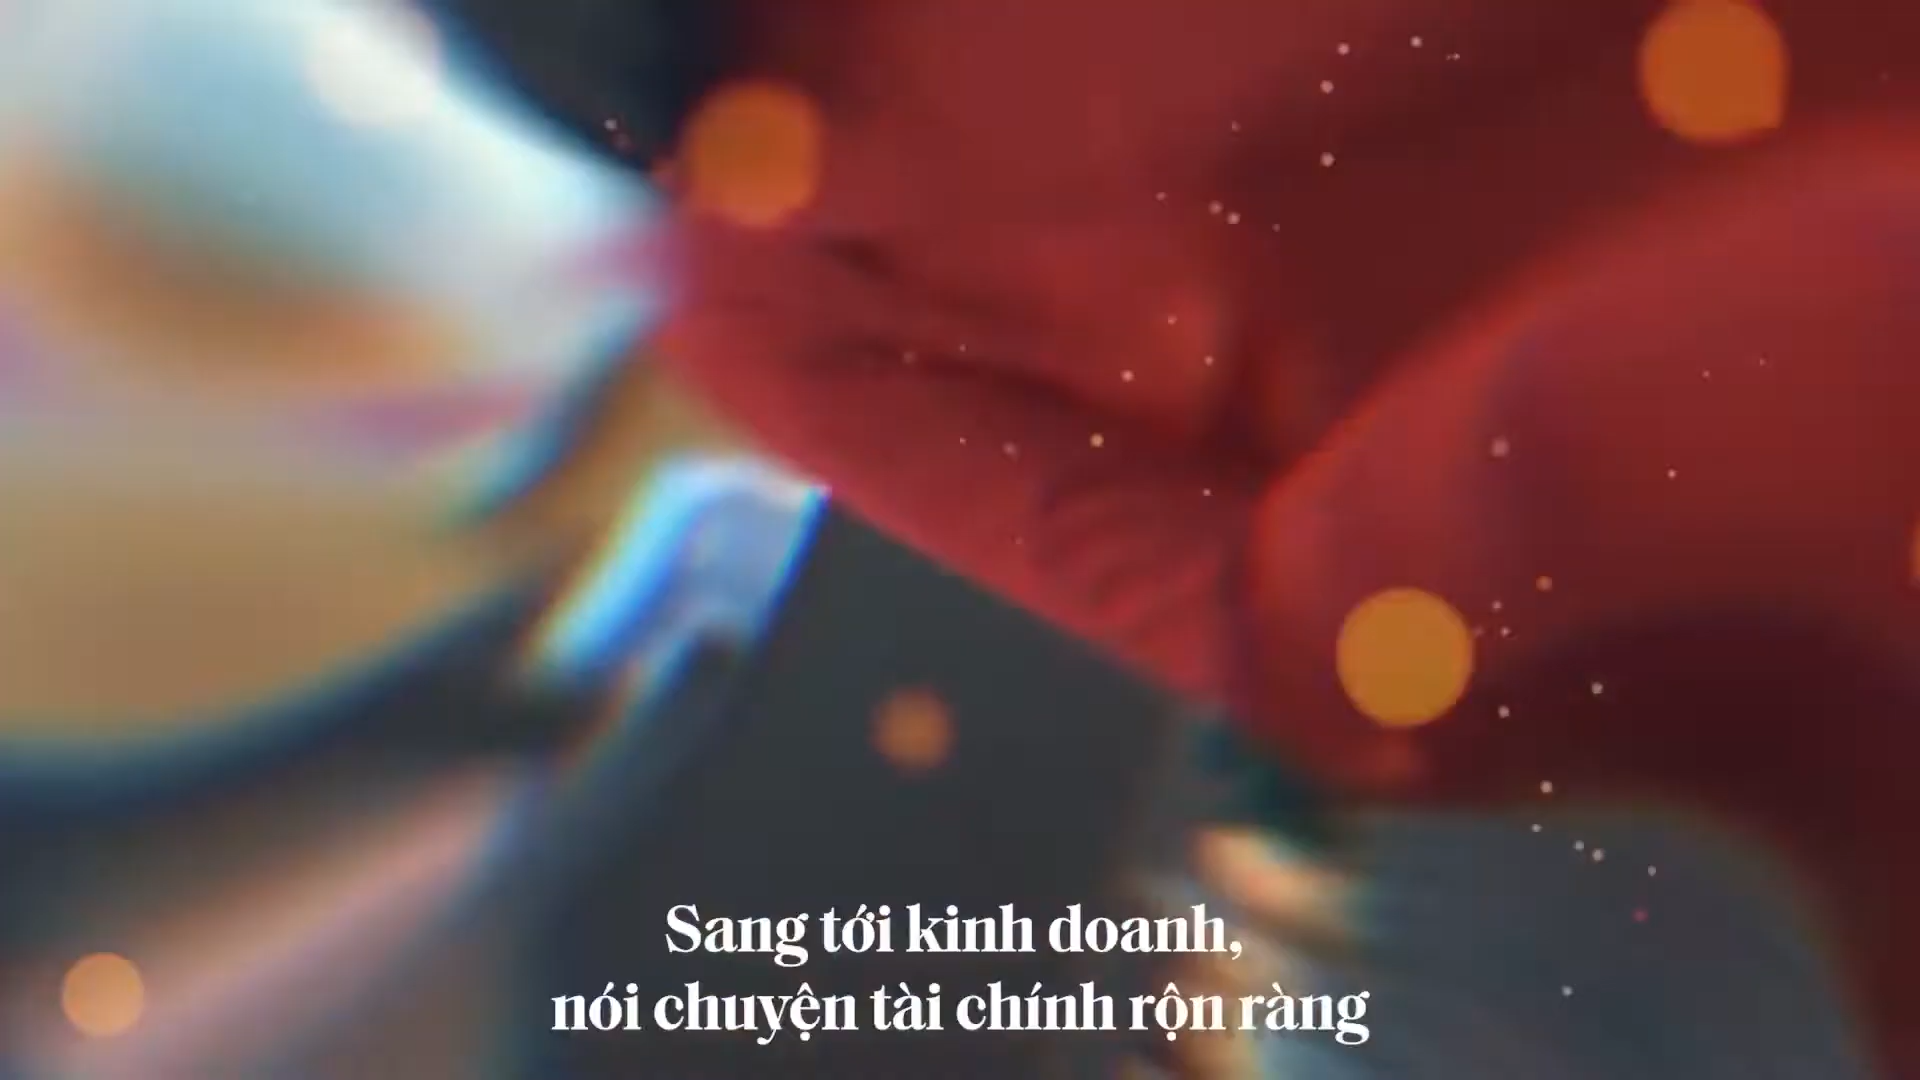 Sang tới kinh doanh,
nói chuyện tài chính rộn ràng